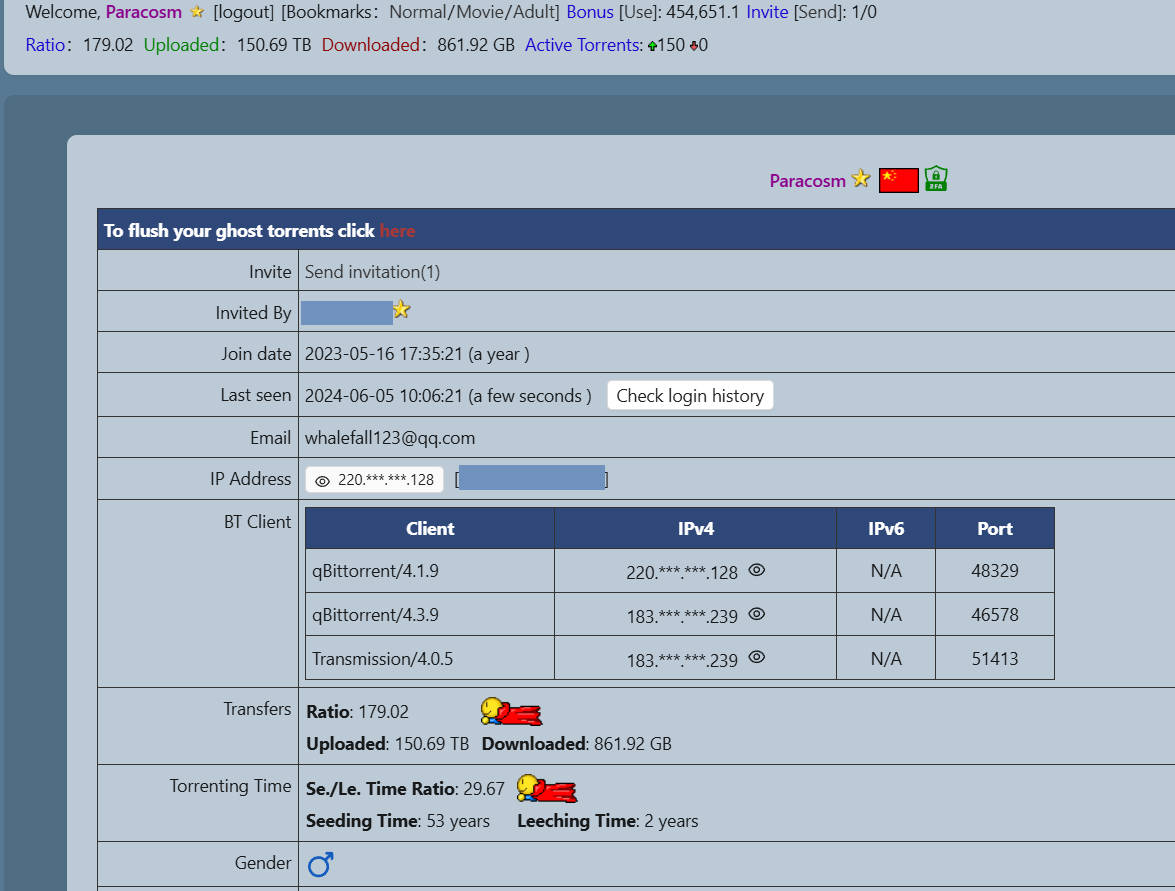 Welcome, Paracosm [logout] [Bookmarks： Normal/Movie/Adult] Bonus [Use]: 454,651.1 Invite [Send]: 1/0
Ratio： 179.02 Uploaded： 150.69 TB Downloaded： 861.92 GB Active Torrents: 150 0
Paracosm
2FA
To flush your ghost torrents click here
Invite Send invitation(1)
Invited By
Join date 2023-05-16 17:35:21 (a year )
Last seen 2024-06-05 10:06:21 (a few seconds ) Check login history
Email whalefall123@qq.com
IP Address 220.***.***.128 [ ]
BT Client
Client IPv4 IPv6 Port
qBittorrent/4.1.9 220.***.***.128 N/A 48329
qBittorrent/4.3.9 183.***.***.239 N/A 46578
Transmission/4.0.5 183.***.***.239 N/A 51413
Transfers Ratio: 179.02
Uploaded: 150.69 TB Downloaded: 861.92 GB
Torrenting Time Se./Le. Time Ratio: 29.67
Seeding Time: 53 years Leeching Time: 2 years
Gender